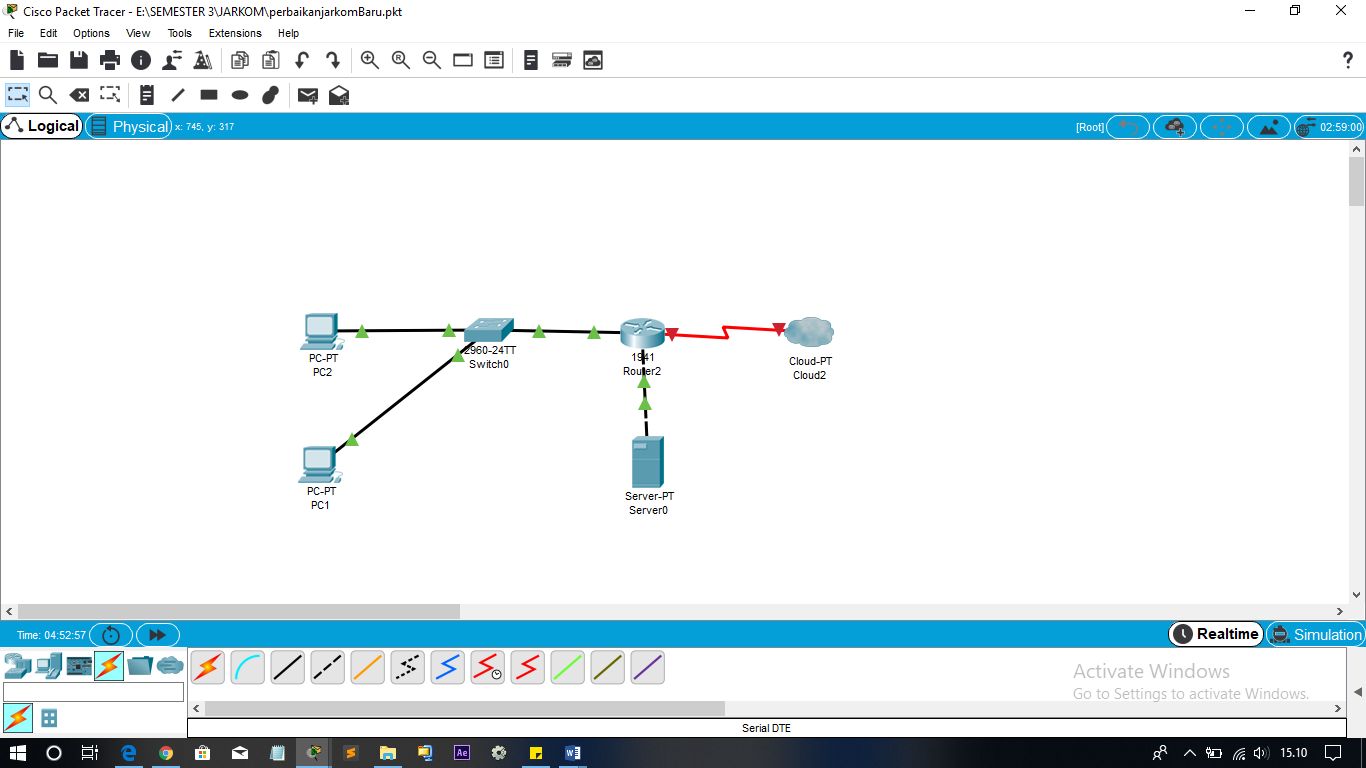 Cisco Packet Tracer - E:\SEMESTER 3\JARKOM\perbaikanjarkomBaru.pkt
File Edit Options View Tools Extensions Help
R
?
Logical Physical x: 745, y: 317 [Root] 02:59:00
PC-PT
PC2
2960-24TT
Switch0
1941
Router2
Cloud-PT
Cloud2
PC-PT
PC1
Server-PT
Server0
Time: 04:52:57 Realtime Simulation
Activate Windows
Go to Settings to activate Windows.
Serial DTE
Ae
W
15.10